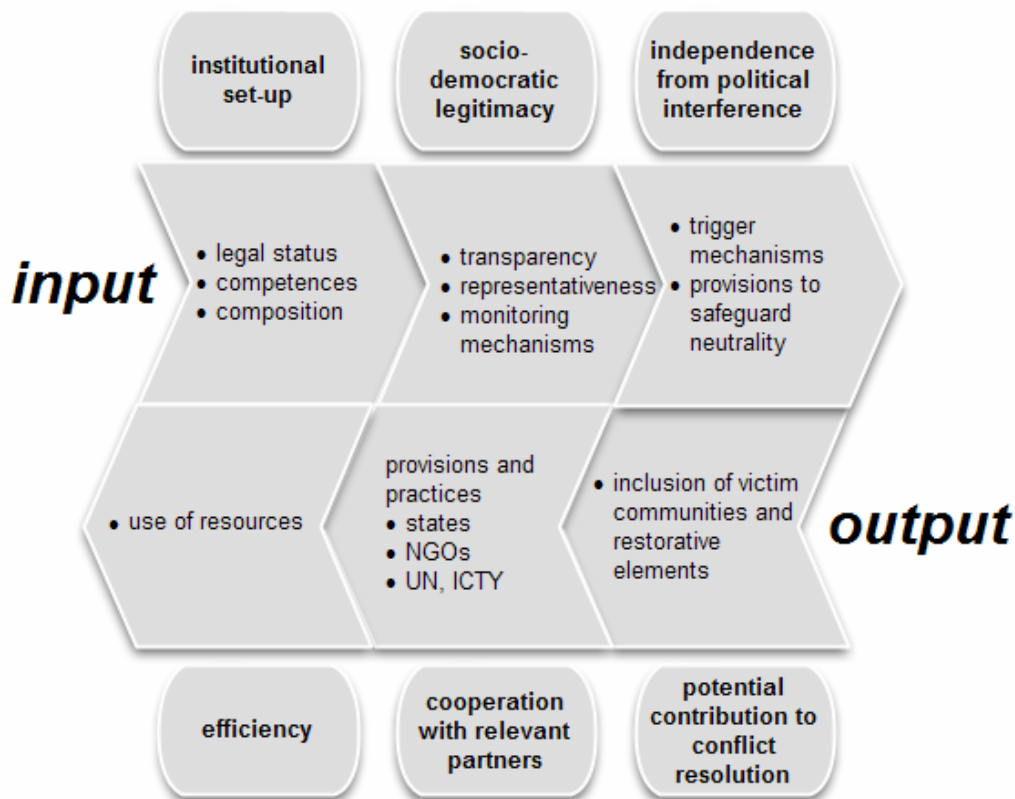 institutional
set-up
socio-
democratic
legitimacy
independence
from political
interference
input
• legal status
• competences
• composition
• transparency
• representativeness
• monitoring
mechanisms
• trigger
mechanisms
• provisions to
safeguard
neutrality
• use of resources
provisions and
practices
• states
• NGOs
• UN, ICTY
• inclusion of victim
communities and
restorative
elements
output
efficiency
cooperation
with relevant
partners
potential
contribution to
conflict
resolution